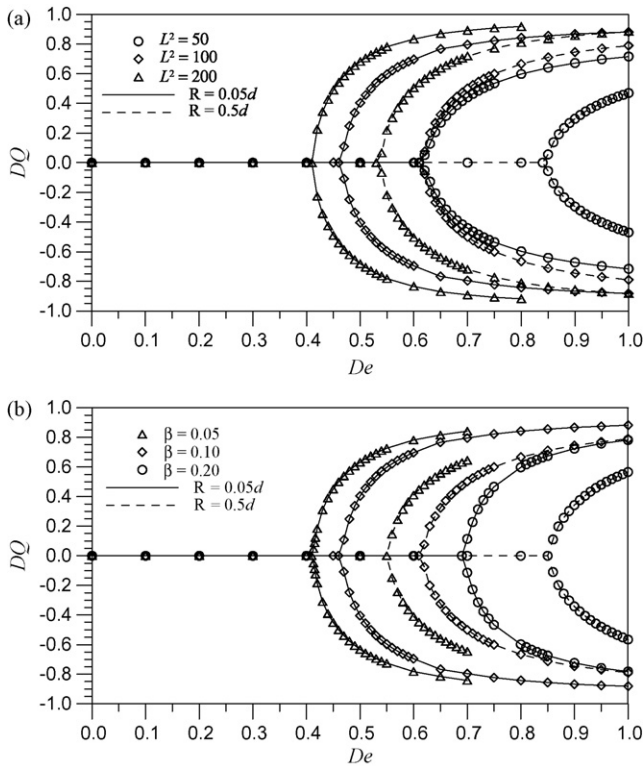 (a)
1.0
0.8
0.6
0.4
0.2
0.0
-0.2
-0.4
-0.6
-0.8
-1.0
DQ
L² = 50
L² = 100
L² = 200
R = 0.05d
R = 0.5d
0.0 0.1 0.2 0.3 0.4 0.5 0.6 0.7 0.8 0.9 1.0
De
(b)
1.0
0.8
0.6
0.4
0.2
0.0
-0.2
-0.4
-0.6
-0.8
-1.0
DQ
β = 0.05
β = 0.10
β = 0.20
R = 0.05d
R = 0.5d
0.0 0.1 0.2 0.3 0.4 0.5 0.6 0.7 0.8 0.9 1.0
De